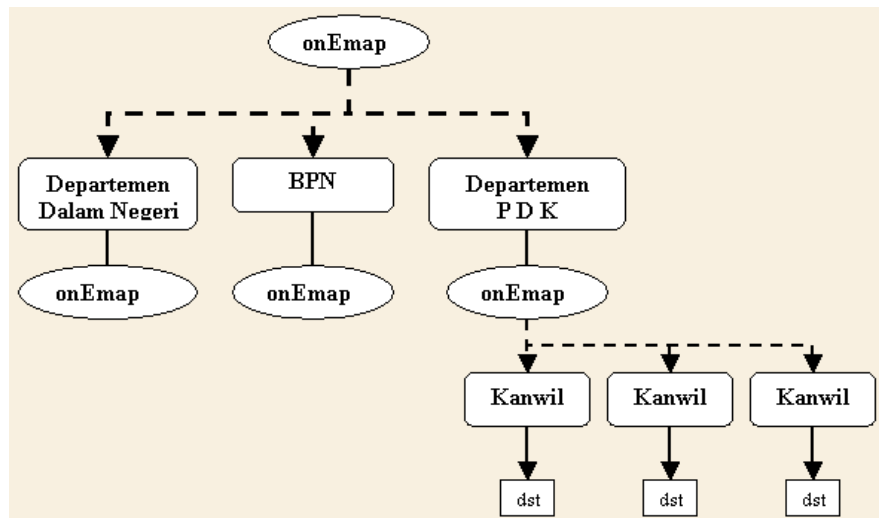 onEmap
Departemen
Dalam Negeri
BPN
Departemen
P D K
onEmap
onEmap
onEmap
Kanwil
Kanwil
Kanwil
dst
dst
dst